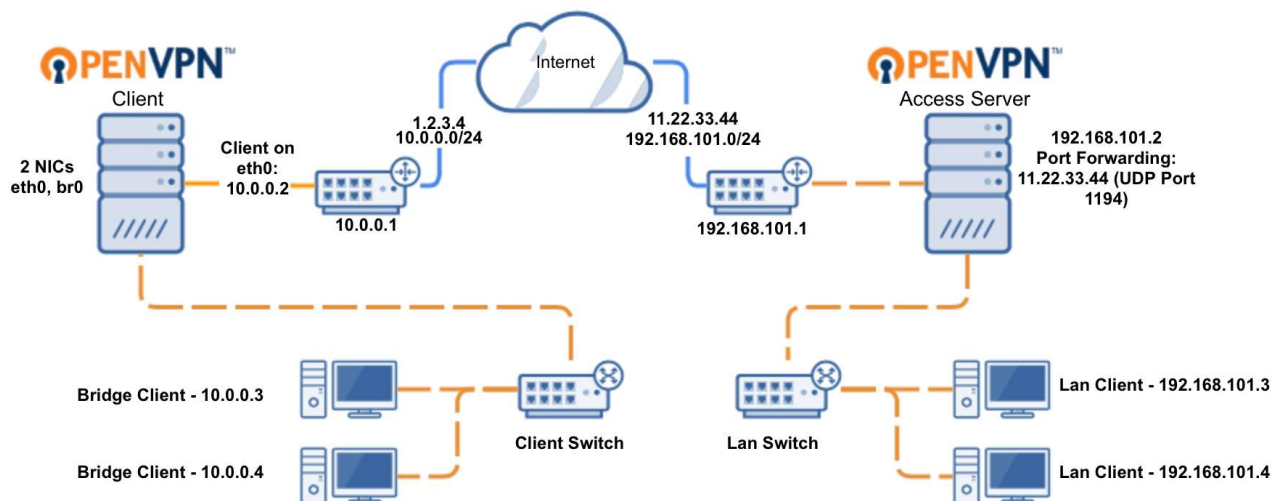 OPENVPN™
Client
2 NICs
eth0, br0
Client on
eth0:
10.0.0.2
1.2.3.4
10.0.0.0/24
10.0.0.1
Internet
11.22.33.44
192.168.101.0/24
192.168.101.1
OPENVPN™
Access Server
192.168.101.2
Port Forwarding:
11.22.33.44 (UDP Port
1194)
Bridge Client - 10.0.0.3
Bridge Client - 10.0.0.4
Client Switch
Lan Switch
Lan Client - 192.168.101.3
Lan Client - 192.168.101.4